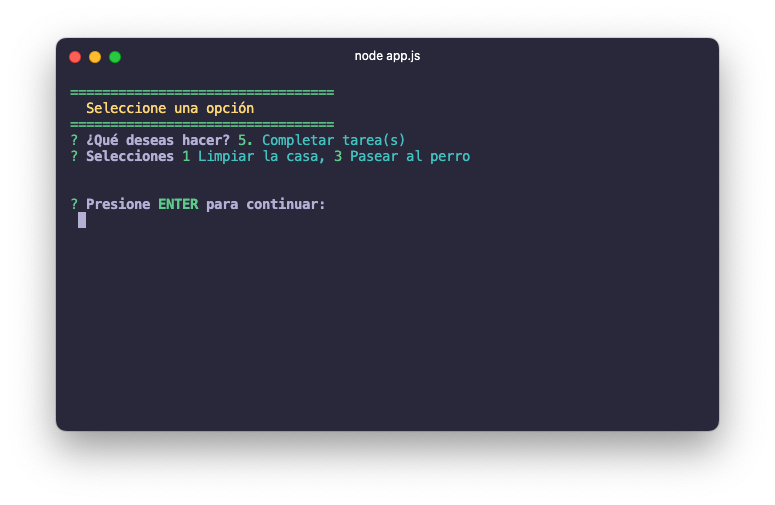 node app.js
=================================
Seleccione una opción
=================================
? ¿Qué deseas hacer? 5. Completar tarea(s)
? Selecciones 1 Limpiar la casa, 3 Pasear al perro
? Presione ENTER para continuar: